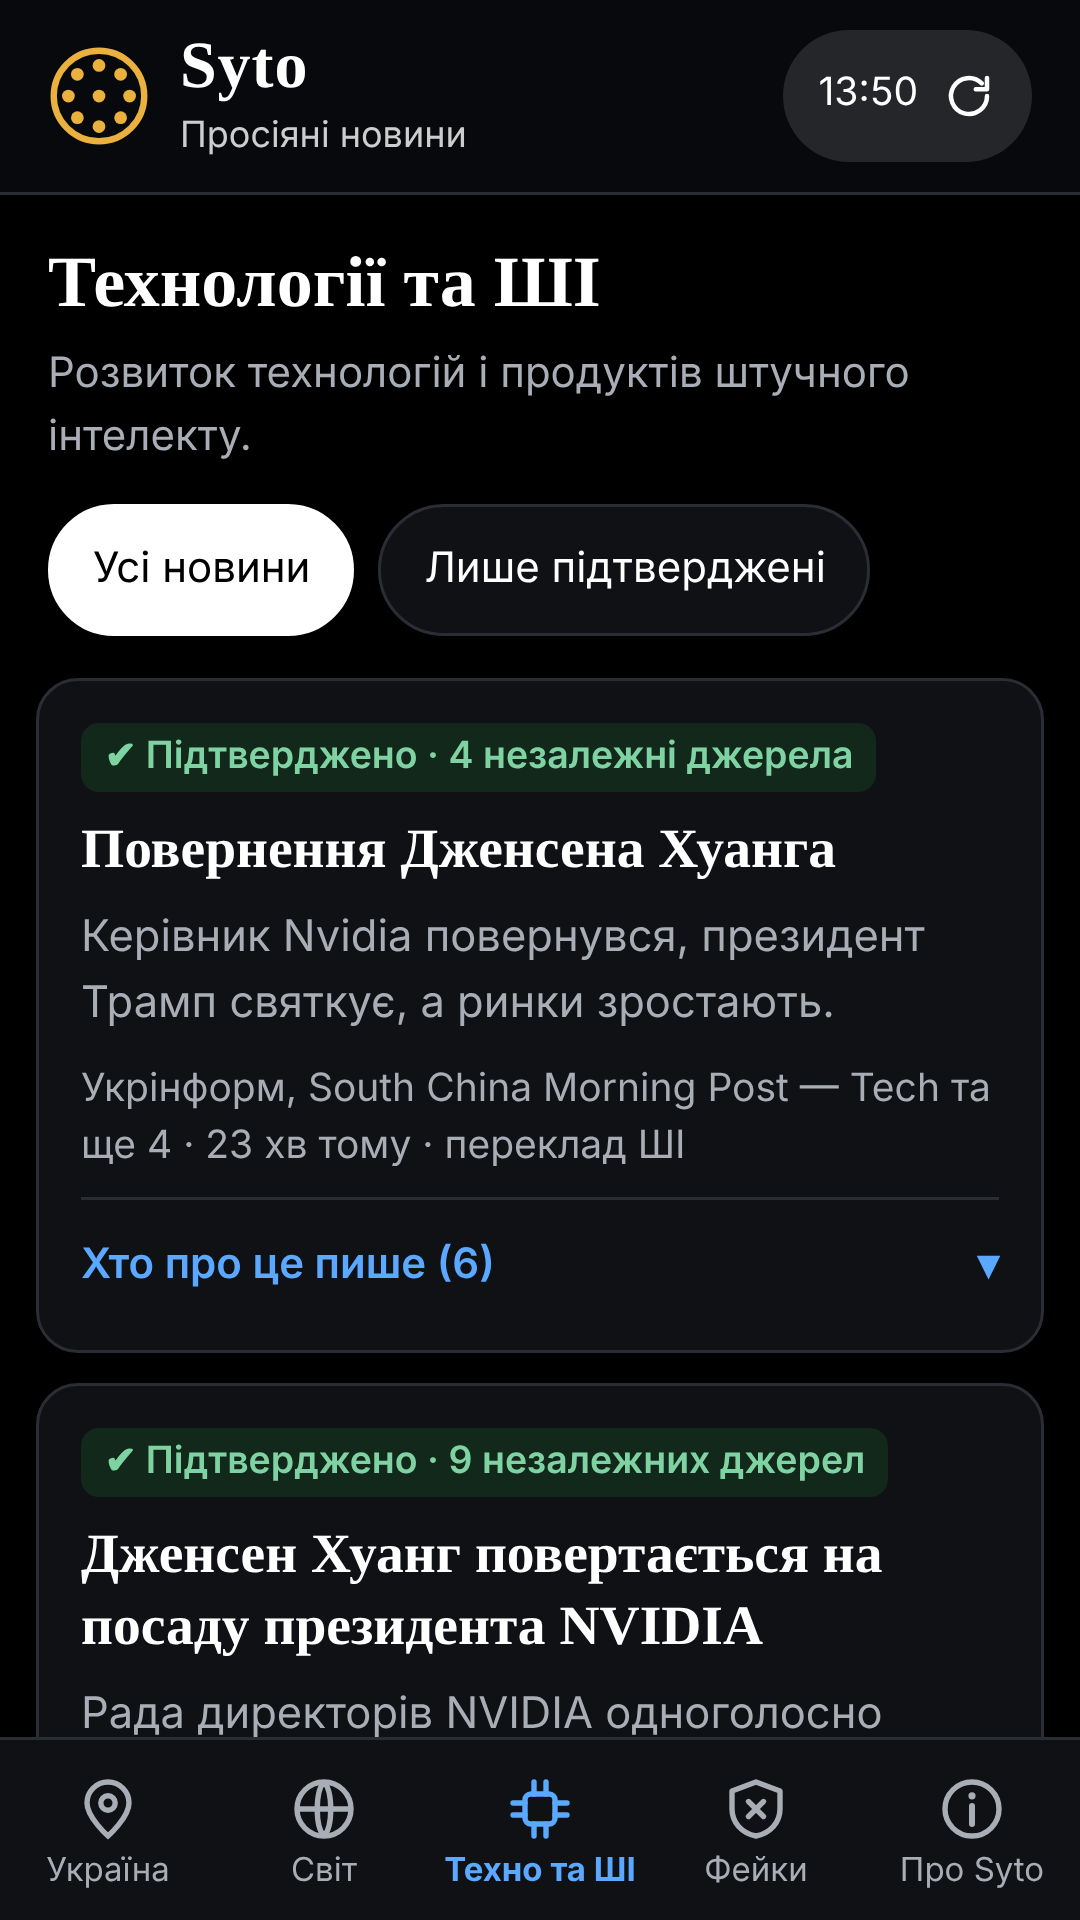 Syto
Просіяні новини
13:50
Технології та ШІ
Розвиток технологій і продуктів штучного
інтелекту.
Усі новини
Лише підтверджені
✔ Підтверджено · 4 незалежні джерела
Повернення Дженсена Хуанга
Керівник Nvidia повернувся, президент
Трамп святкує, а ринки зростають.
Укрінформ, South China Morning Post — Tech та
ще 4 · 23 хв тому · переклад ШІ
Хто про це пише (6) ▼
✔ Підтверджено · 9 незалежних джерел
Дженсен Хуанг повертається на
посаду президента NVIDIA
Рада директорів NVIDIA одноголосно
Україна
Світ
Техно та ШІ
Фейки
Про Syto